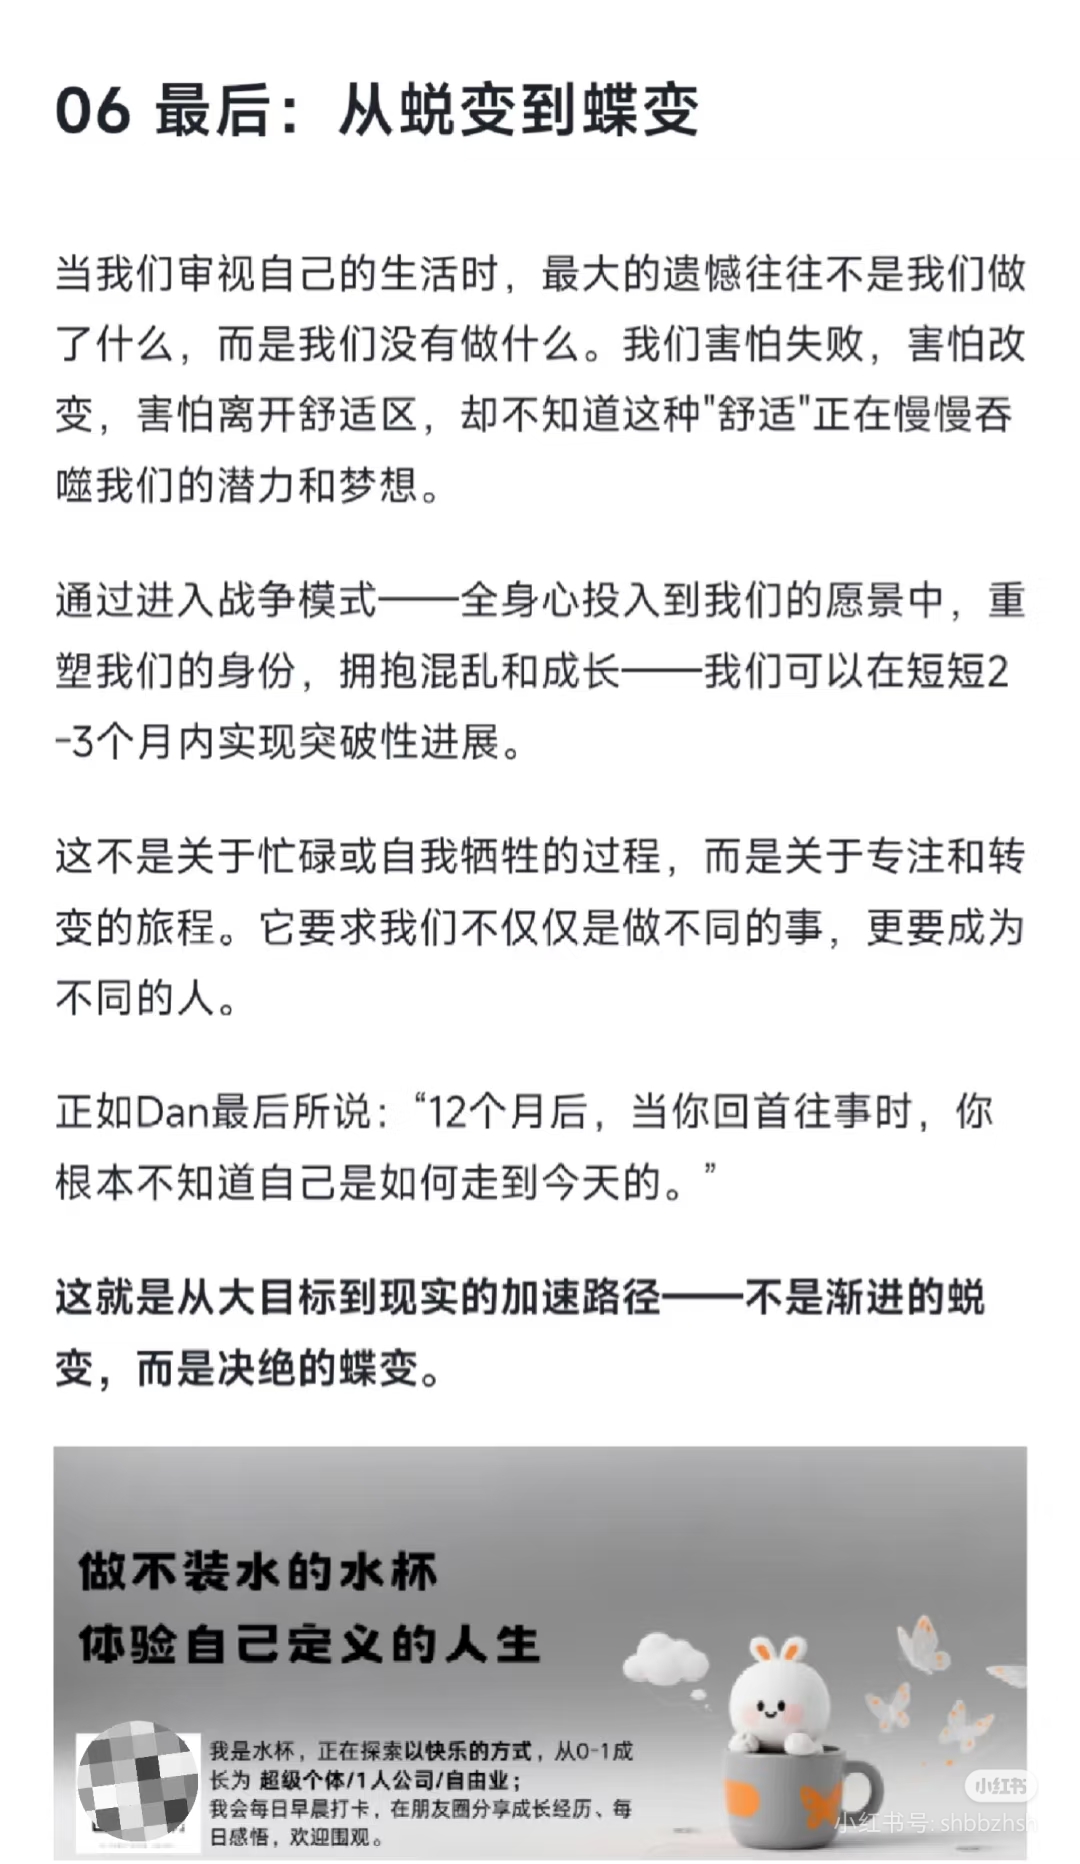 06 最后：从蜕变到蝶变
当我们审视自己的生活时，最大的遗憾往往不是我们做
了什么，而是我们没有做什么。我们害怕失败，害怕改
变，害怕离开舒适区，却不知道这种"舒适"正在慢慢吞
噬我们的潜力和梦想。
通过进入战争模式——全身心投入到我们的愿景中，重
塑我们的身份，拥抱混乱和成长——我们可以在短短2
-3个月内实现突破性进展。
这不是关于忙碌或自我牺牲的过程，而是关于专注和转
变的旅程。它要求我们不仅仅是做不同的事，更要成为
不同的人。
正如Dan最后所说：“12个月后，当你回首往事时，你
根本不知道自己是如何走到今天的。”
这就是从大目标到现实的加速路径——不是渐进的蜕
变，而是决绝的蝶变。
做不装水的水杯
体验自己定义的人生
我是水杯，正在探索以快乐的方式，从0-1成
长为 超级个体/1人公司/自由业；
我会每日早晨打卡，在朋友圈分享成长经历、每
日感悟，欢迎围观。
小红书
小红书号: shbbzhsh